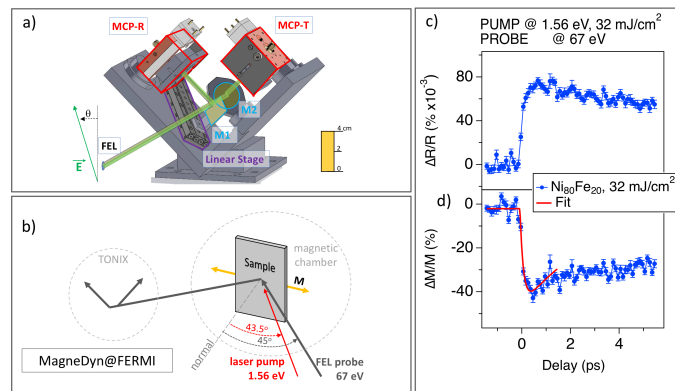 a)
MCP-R
MCP-T
θ
M2
M1
FEL
Linear Stage
E
4 cm
2
0
b)
TONIX
magnetic
chamber
Sample
M
43.5°
45°
normal
laser pump
1.56 eV
FEL probe
67 eV
MagneDyn@FERMI
c)
PUMP @ 1.56 eV, 32 mJ/cm²
PROBE @ 67 eV
ΔR/R (% x10⁻³)
80
40
0
Ni₈₀Fe₂₀, 32 mJ/cm²
Fit
d)
ΔM/M (%)
0
-20
-40
0 2 4
Delay (ps)